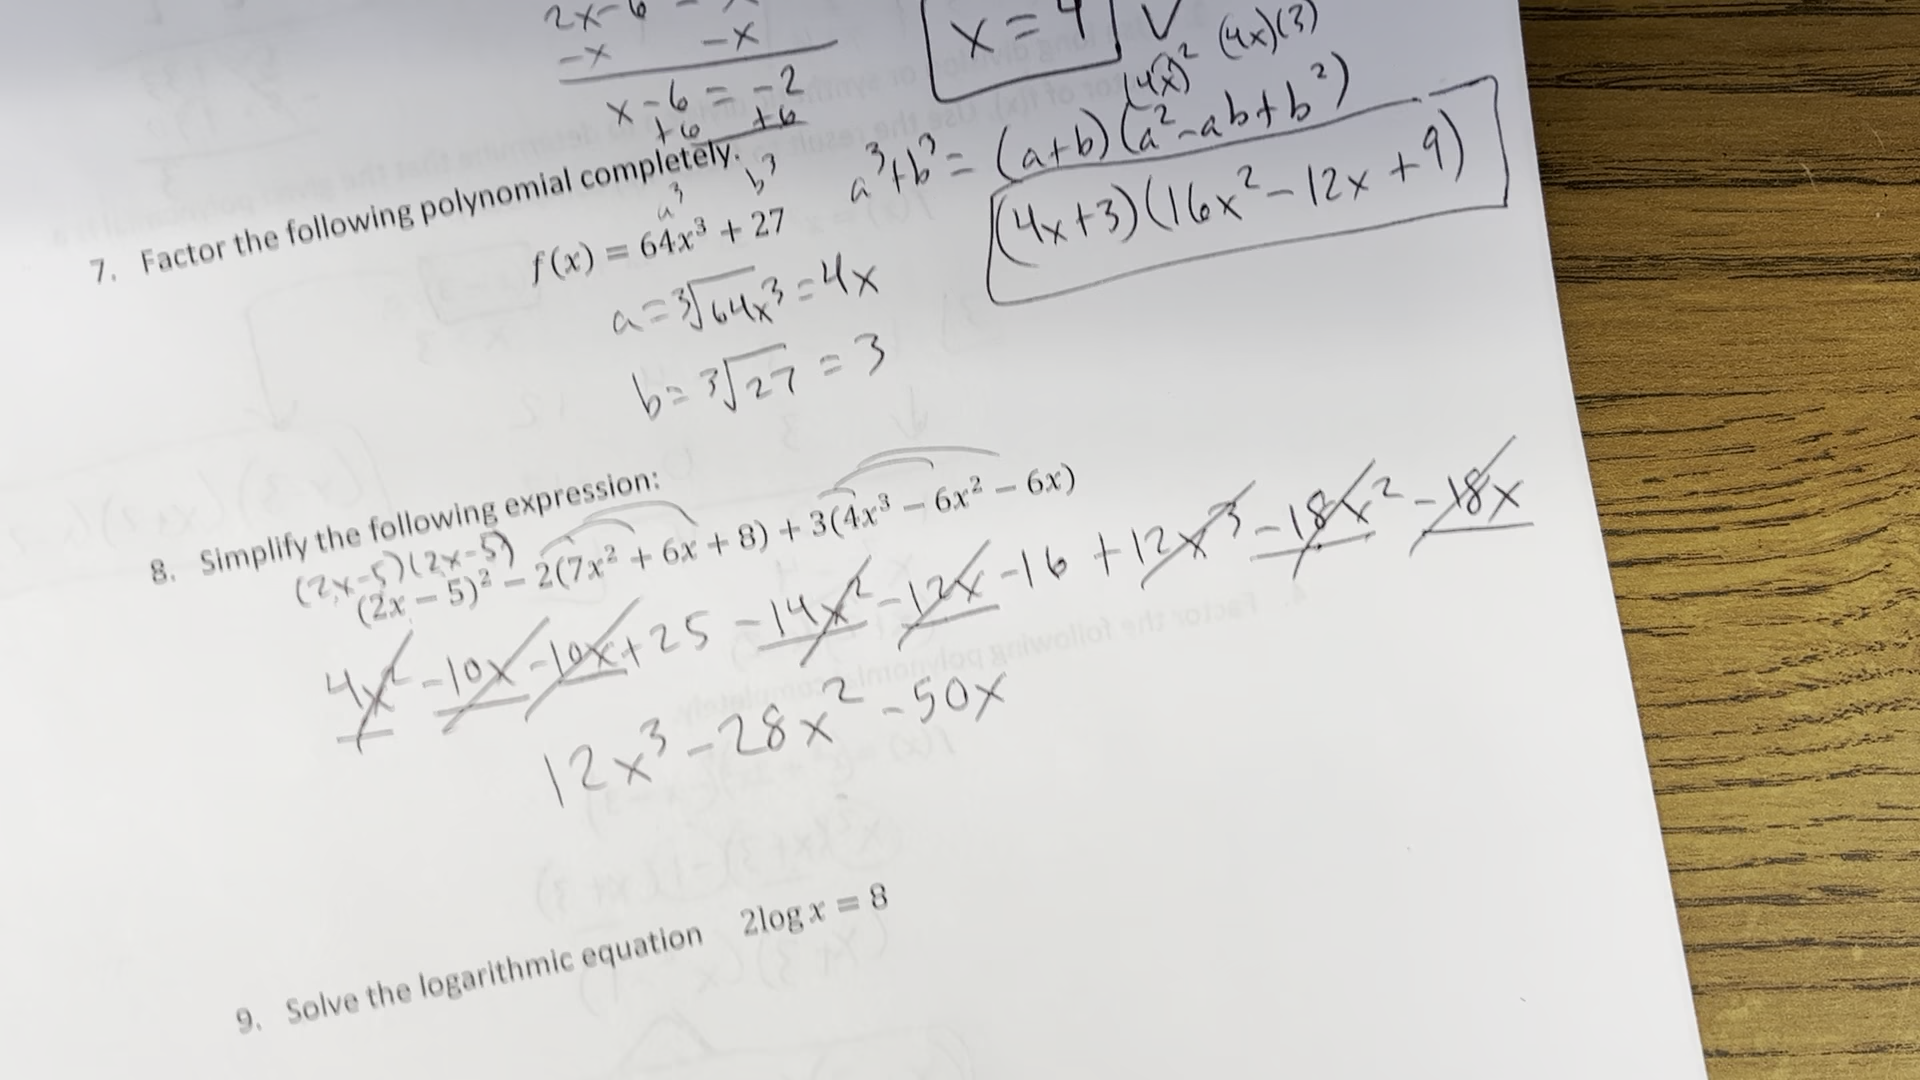 2x-6
-x -x
x-6 = -2
+6 +6
x = 4 ✓
(4x)² (4x)(3)
a³+b³ = (a+b)(a²-ab+b²)
(4x+3)(16x²-12x+9)
7. Factor the following polynomial completely.
a³ b³
f(x) = 64x³ + 27
a=∛64x³ = 4x
b=∛27 = 3
8. Simplify the following expression:
(2x-5)(2x-5)
(2x − 5)² − 2(7x² + 6x + 8) + 3(4x³ − 6x² − 6x)
4x² -10x -10x +25 -14x² -12x -16 +12x³ -18x² -18x
12x³ -28x² -50x
9. Solve the logarithmic equation 2log x = 8